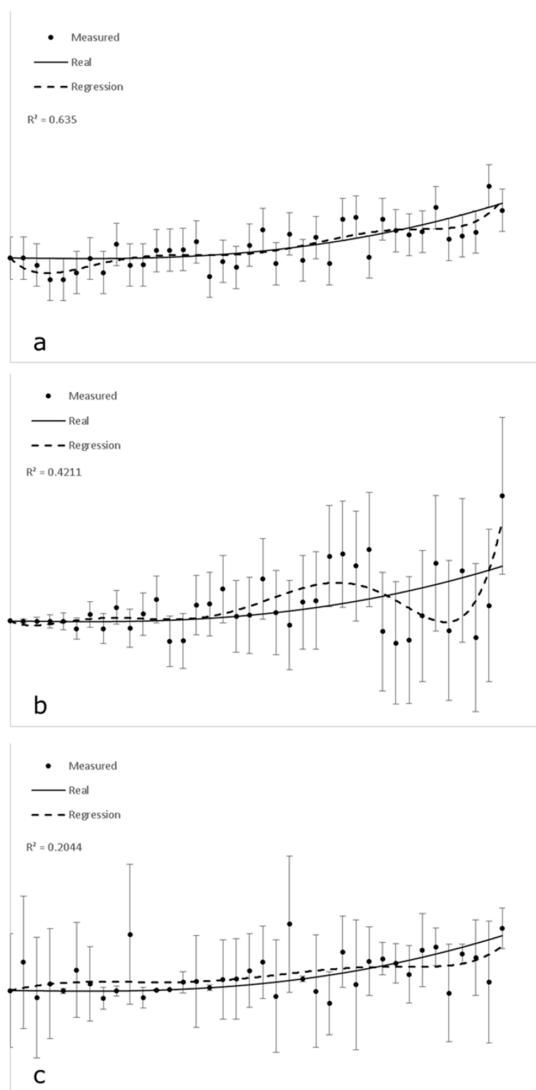 Measured
Real
Regression
R² = 0.635
a
Measured
Real
Regression
R² = 0.4211
b
Measured
Real
Regression
R² = 0.2044
c